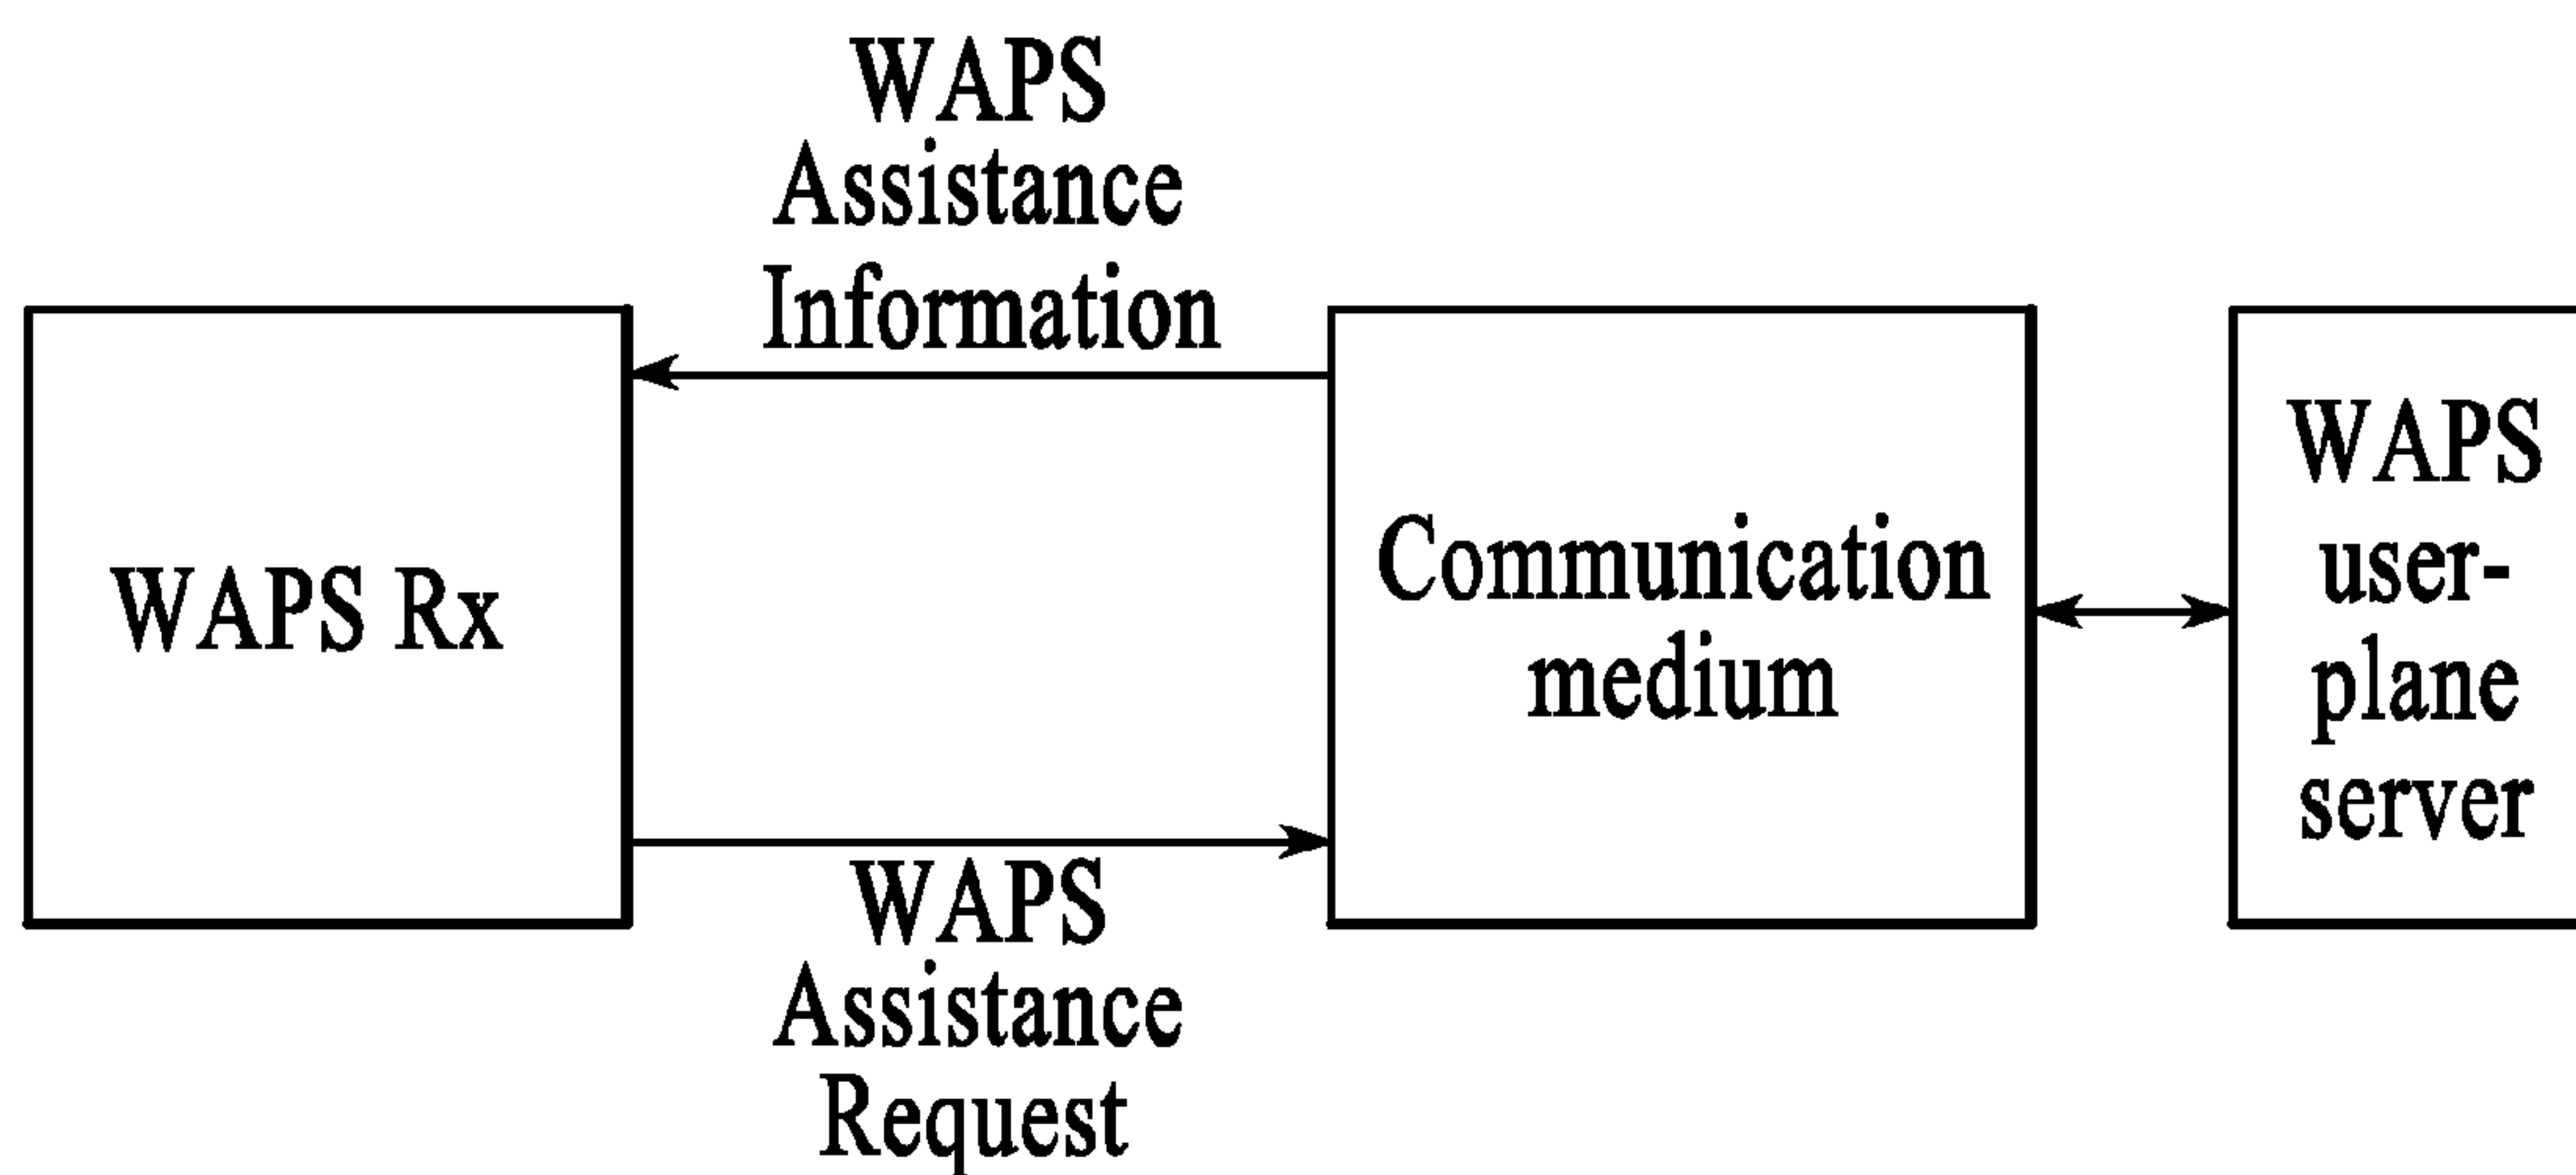 WAPS
Assistance
Information
WAPS Rx
Communication
medium
WAPS
user-
plane
server
WAPS
Assistance
Request